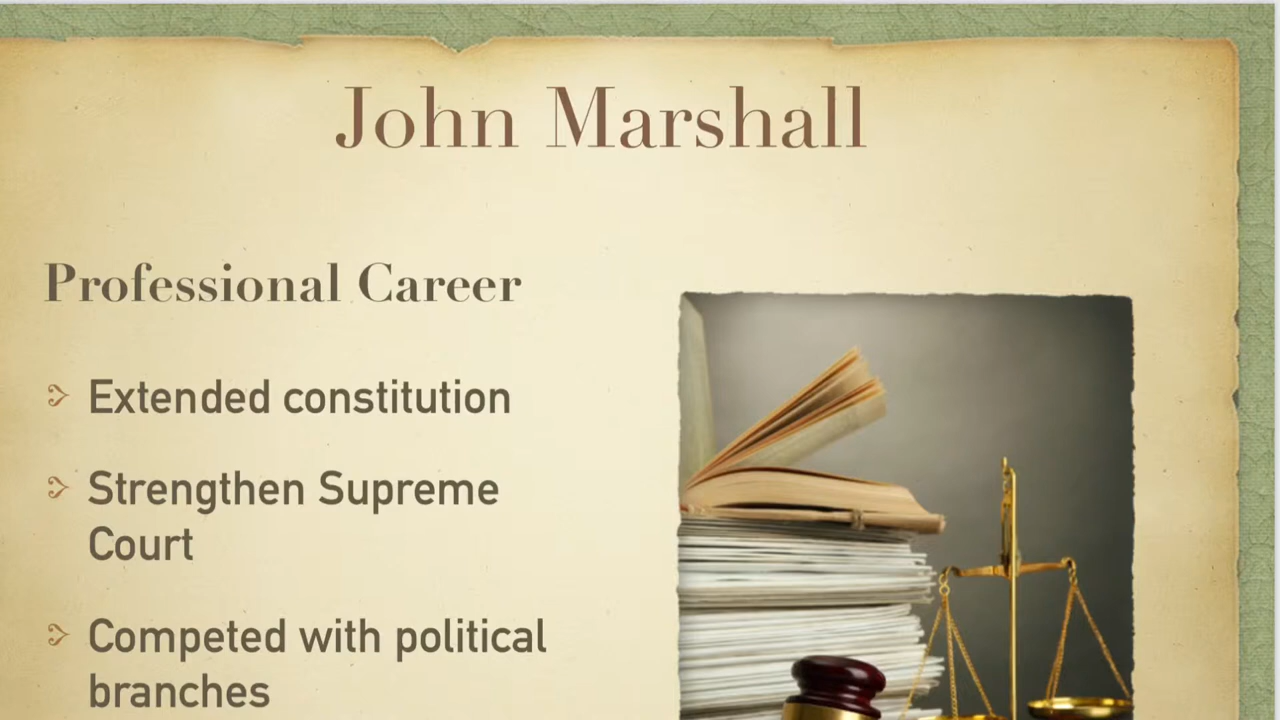 John Marshall
Professional Career
Extended constitution
Strengthen Supreme
Court
Competed with political
branches